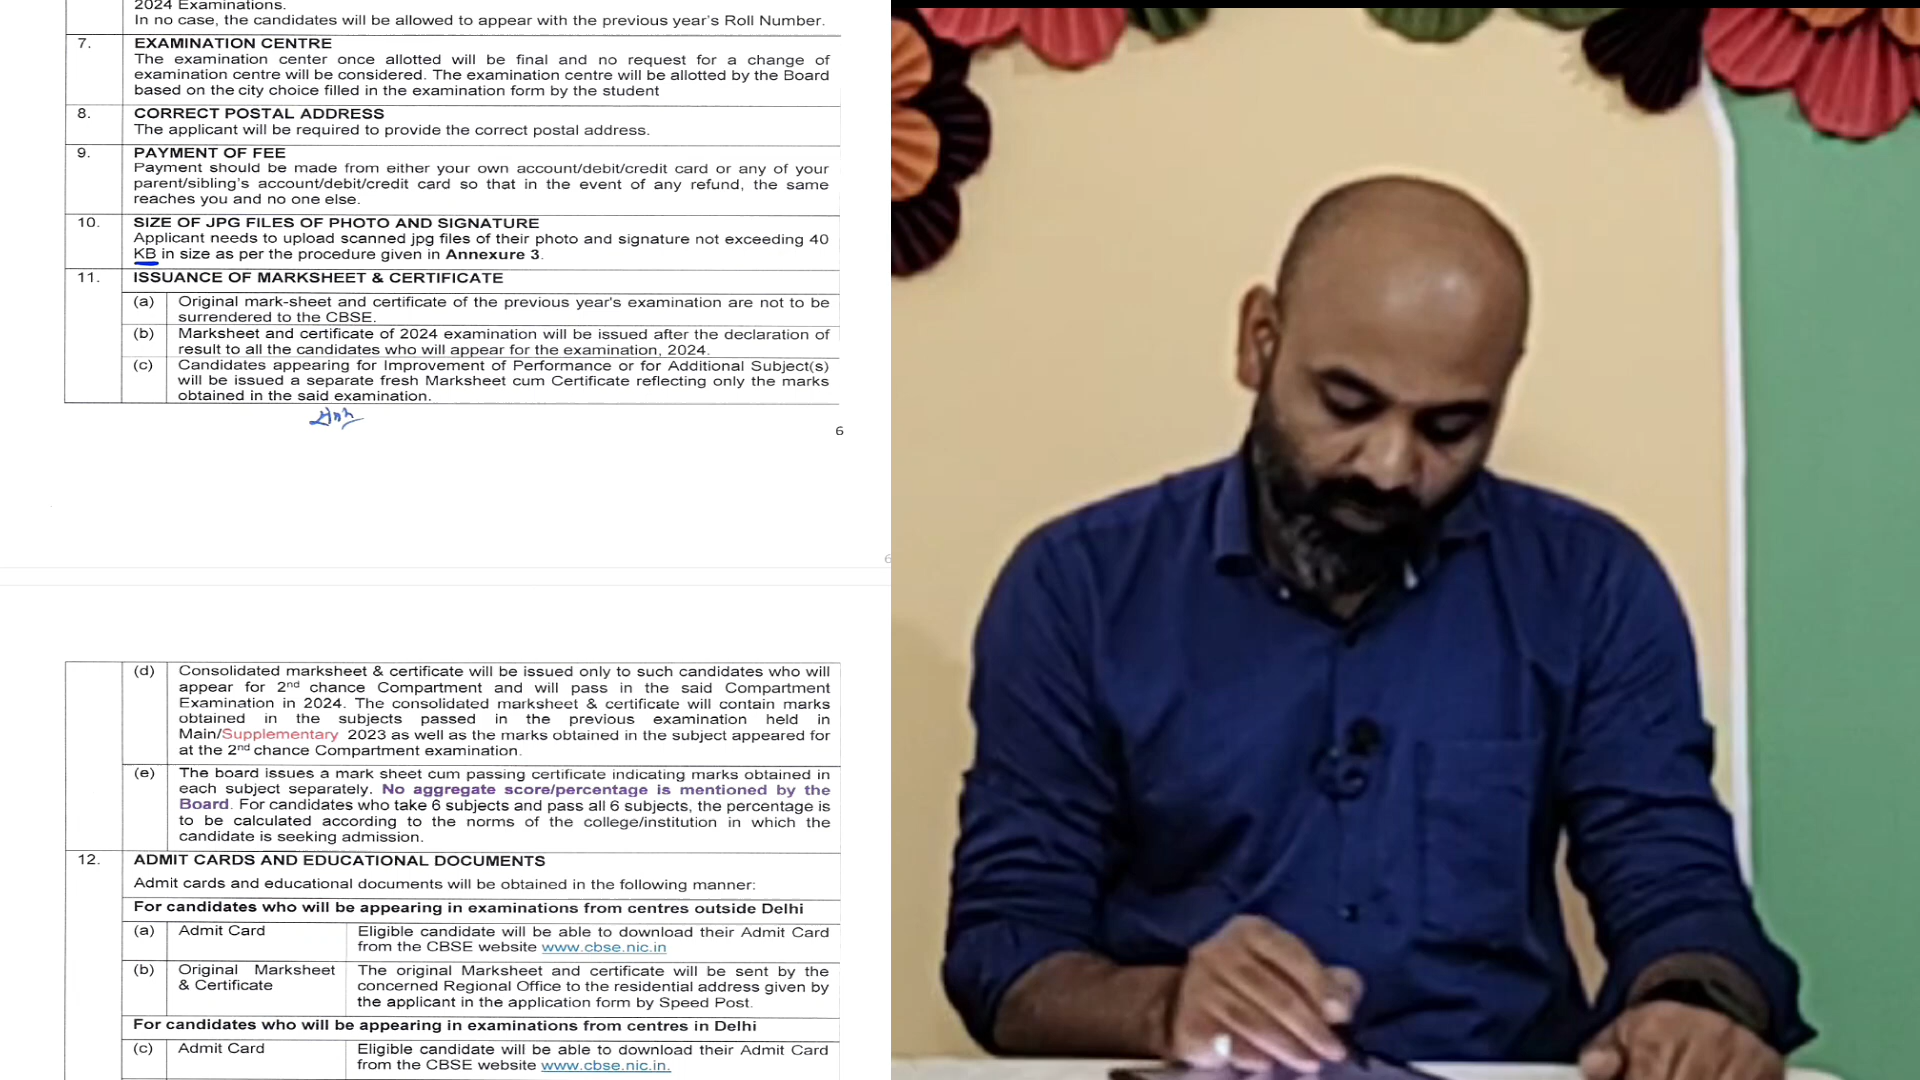 2024 Examinations.
In no case, the candidates will be allowed to appear with the previous year's Roll Number.
7. EXAMINATION CENTRE
The examination center once allotted will be final and no request for a change of
examination centre will be considered. The examination centre will be allotted by the Board
based on the city choice filled in the examination form by the student
8. CORRECT POSTAL ADDRESS
The applicant will be required to provide the correct postal address.
9. PAYMENT OF FEE
Payment should be made from either your own account/debit/credit card or any of your
parent/sibling's account/debit/credit card so that in the event of any refund, the same
reaches you and no one else.
10. SIZE OF JPG FILES OF PHOTO AND SIGNATURE
Applicant needs to upload scanned jpg files of their photo and signature not exceeding 40
KB in size as per the procedure given in Annexure 3.
11. ISSUANCE OF MARKSHEET & CERTIFICATE
(a) Original mark-sheet and certificate of the previous year's examination are not to be
surrendered to the CBSE.
(b) Marksheet and certificate of 2024 examination will be issued after the declaration of
result to all the candidates who will appear for the examination, 2024.
(c) Candidates appearing for Improvement of Performance or for Additional Subject(s)
will be issued a separate fresh Marksheet cum Certificate reflecting only the marks
obtained in the said examination.
6
6
(d) Consolidated marksheet & certificate will be issued only to such candidates who will
appear for 2nd chance Compartment and will pass in the said Compartment
Examination in 2024. The consolidated marksheet & certificate will contain marks
obtained in the subjects passed in the previous examination held in
Main/Supplementary 2023 as well as the marks obtained in the subject appeared for
at the 2nd chance Compartment examination.
(e) The board issues a mark sheet cum passing certificate indicating marks obtained in
each subject separately. No aggregate score/percentage is mentioned by the
Board. For candidates who take 6 subjects and pass all 6 subjects, the percentage is
to be calculated according to the norms of the college/institution in which the
candidate is seeking admission.
12. ADMIT CARDS AND EDUCATIONAL DOCUMENTS
Admit cards and educational documents will be obtained in the following manner:
For candidates who will be appearing in examinations from centres outside Delhi
(a) Admit Card Eligible candidate will be able to download their Admit Card
from the CBSE website www.cbse.nic.in
(b) Original Marksheet The original Marksheet and certificate will be sent by the
& Certificate concerned Regional Office to the residential address given by
the applicant in the application form by Speed Post.
For candidates who will be appearing in examinations from centres in Delhi
(c) Admit Card Eligible candidate will be able to download their Admit Card
from the CBSE website www.cbse.nic.in.